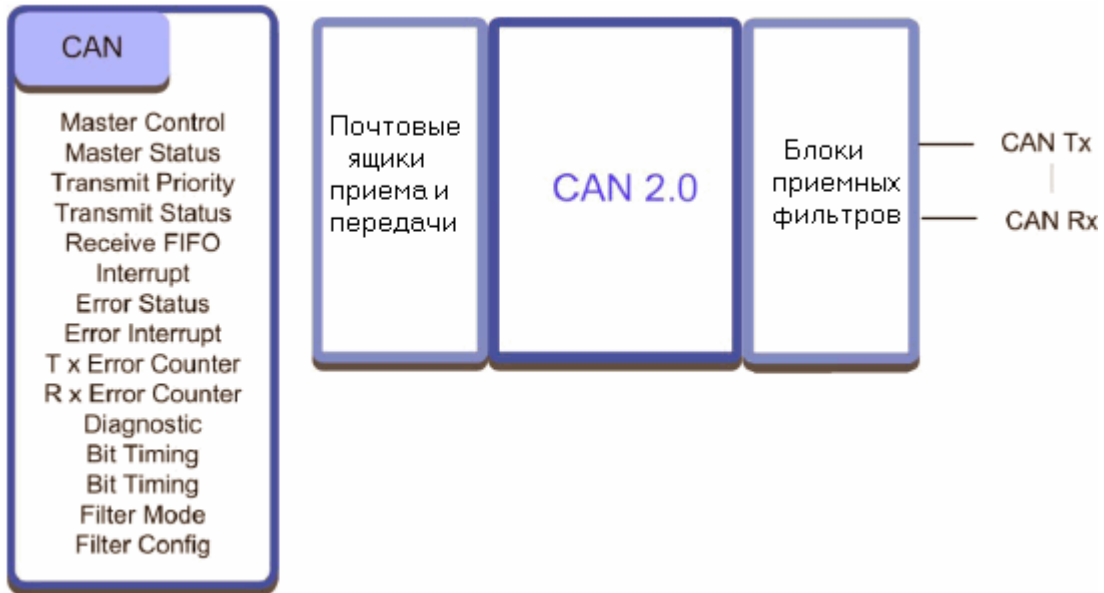 CAN
Master Control
Master Status
Transmit Priority
Transmit Status
Receive FIFO
Interrupt
Error Status
Error Interrupt
T x Error Counter
R x Error Counter
Diagnostic
Bit Timing
Bit Timing
Filter Mode
Filter Config
Почтовые
ящики
приема и
передачи
CAN 2.0
Блоки
приемных
фильтров
CAN Tx
CAN Rx